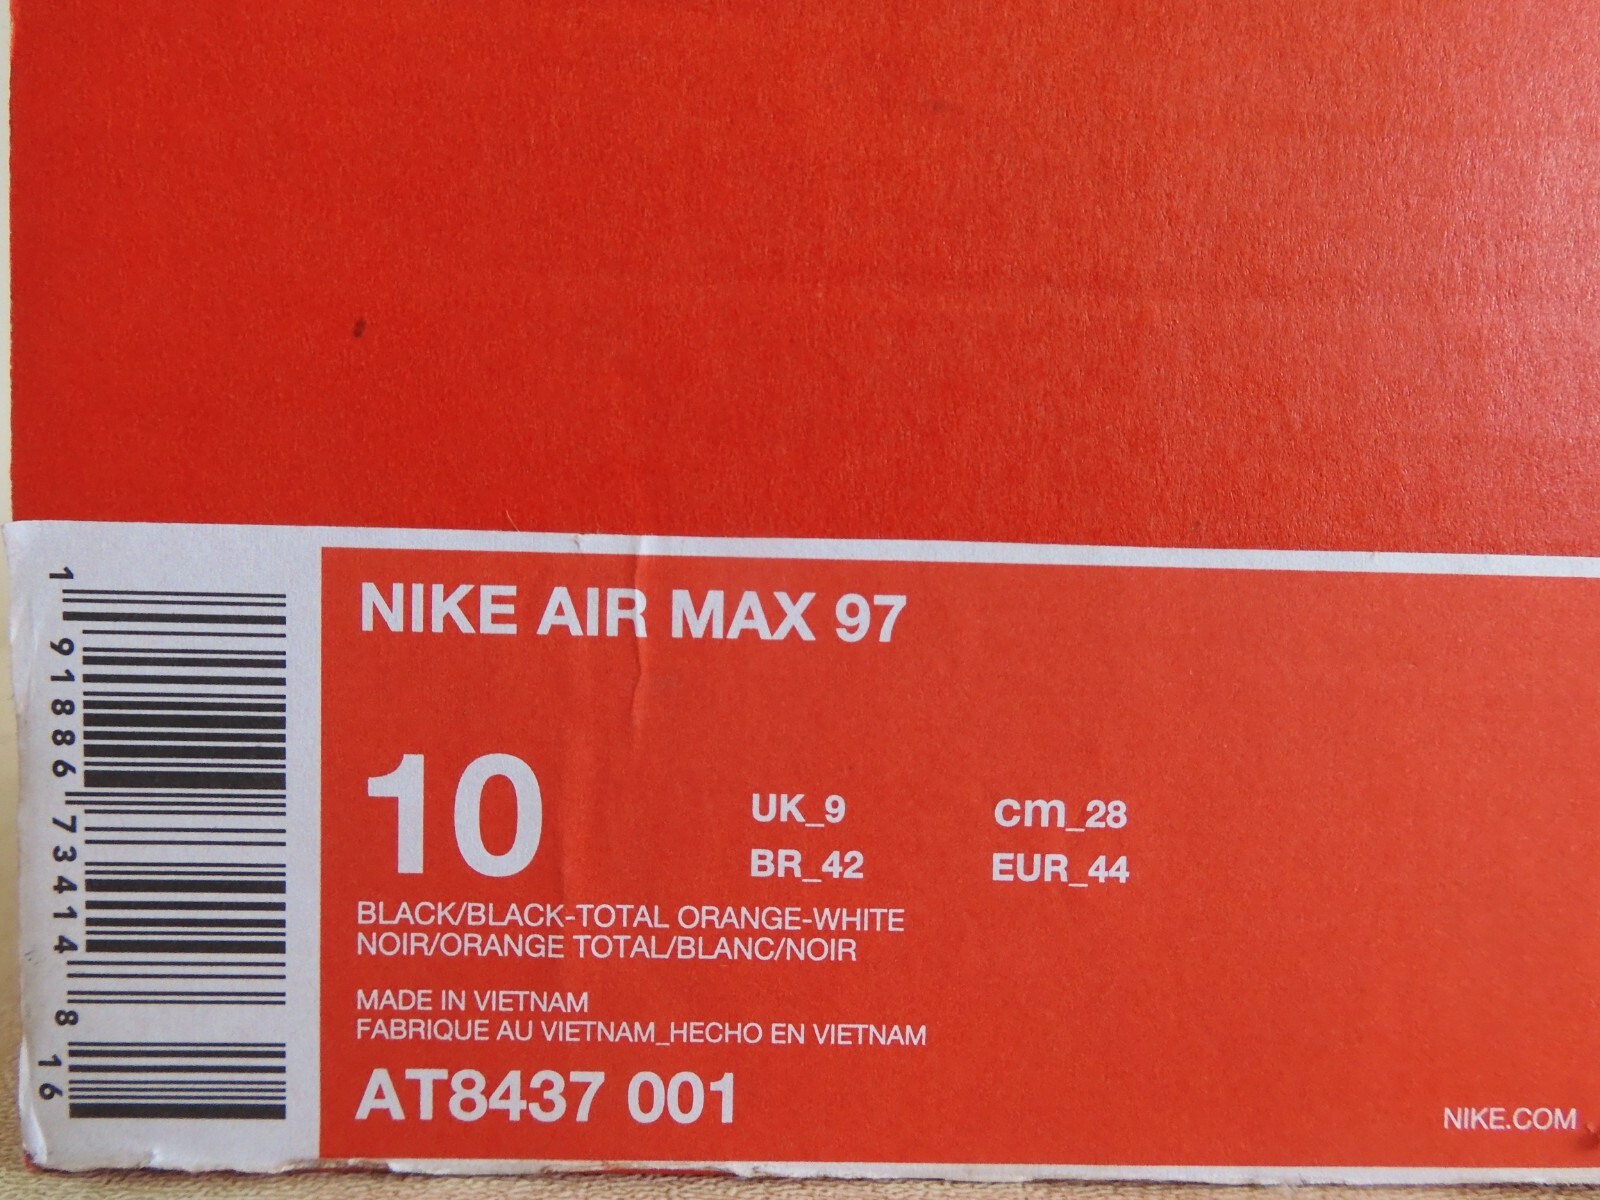 NIKE AIR MAX 97
10
UK_9 cm_28
BR_42 EUR_44
BLACK/BLACK-TOTAL ORANGE-WHITE
NOIR/ORANGE TOTAL/BLANC/NOIR
MADE IN VIETNAM
FABRIQUE AU VIETNAM_HECHO EN VIETNAM
AT8437 001
NIKE.COM
1 91886 73414 8 16